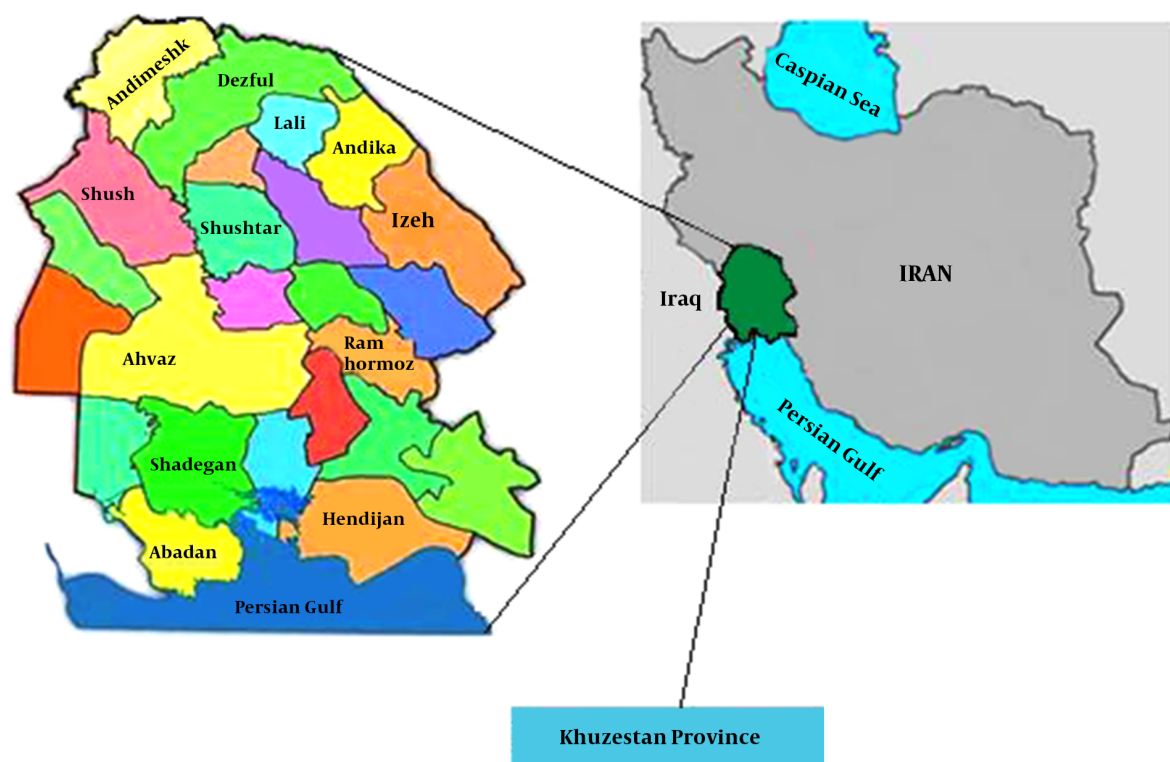 Andimeshk
Dezful
Lali
Andika
Shush
Shushtar
Izeh
Ahvaz
Ram
hormoz
Shadegan
Hendijan
Abadan
Persian Gulf
Caspian Sea
IRAN
Iraq
Persian Gulf
Khuzestan Province